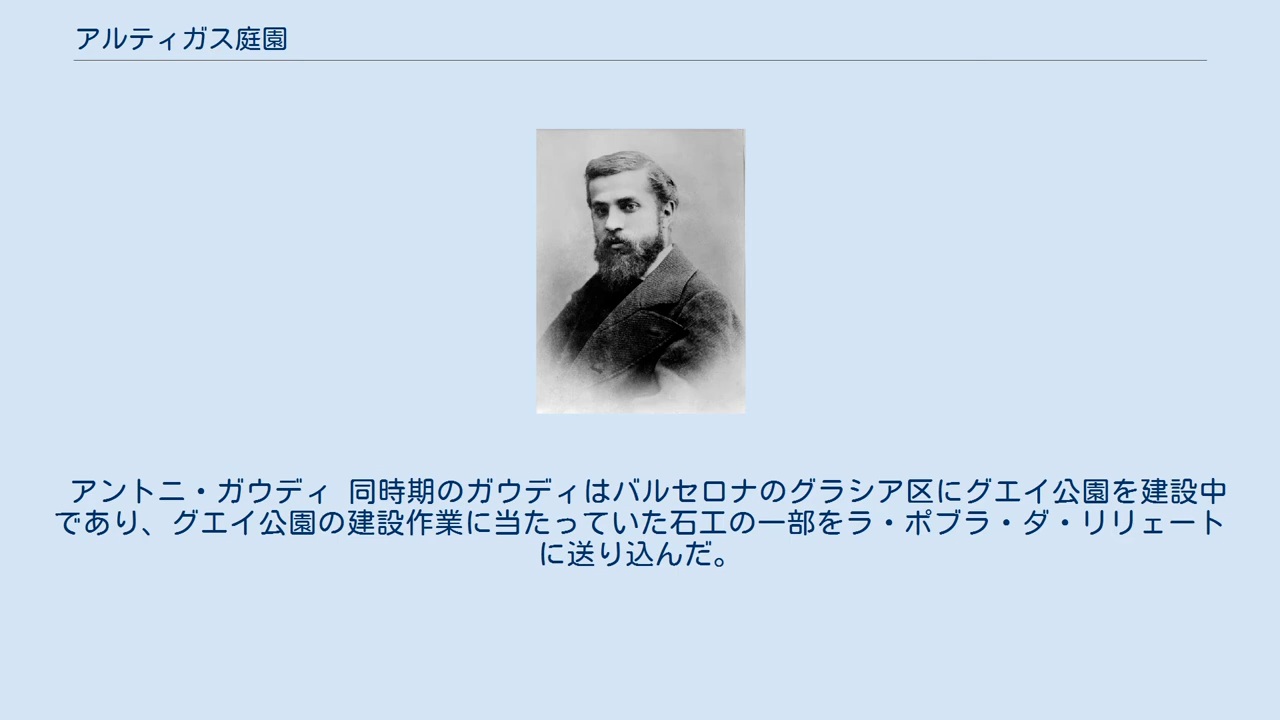 アルティガス庭園
アントニ・ガウディ 同時期のガウディはバルセロナのグラシア区にグエイ公園を建設中
であり、グエイ公園の建設作業に当たっていた石工の一部をラ・ポブラ・ダ・リリェート
に送り込んだ。